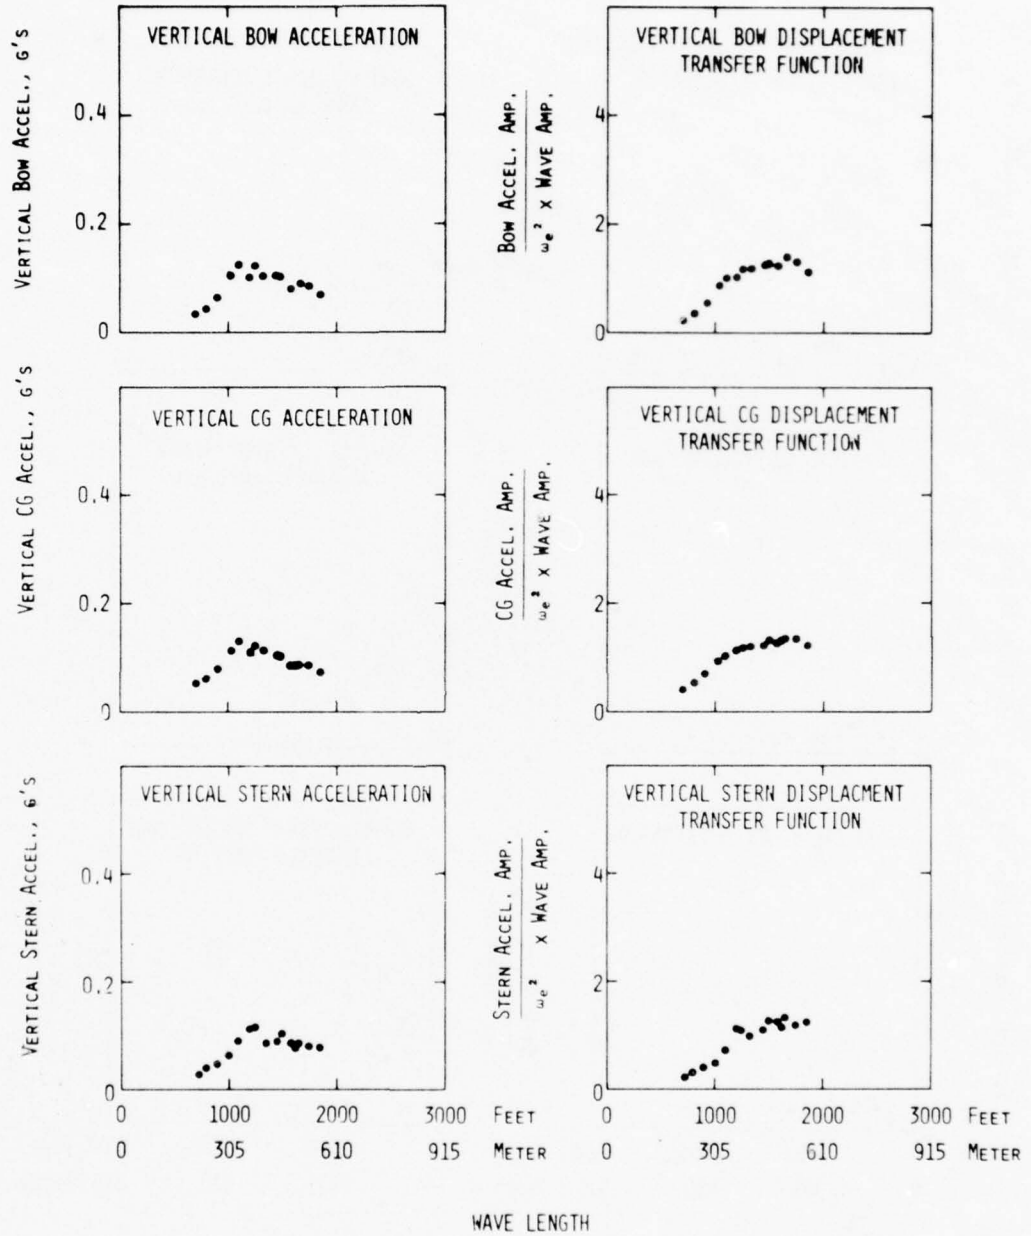 VERTICAL BOW ACCELERATION
VERTICAL BOW ACCEL., G'S
0.4
0.2
0
VERTICAL BOW DISPLACEMENT
TRANSFER FUNCTION
BOW ACCEL. AMP.
ωe² X WAVE AMP.
4
2
0
VERTICAL CG ACCELERATION
VERTICAL CG ACCEL., G'S
0.4
0.2
0
VERTICAL CG DISPLACEMENT
TRANSFER FUNCTION
CG ACCEL. AMP.
ωe² X WAVE AMP.
4
2
0
VERTICAL STERN ACCELERATION
VERTICAL STERN ACCEL., G'S
0.4
0.2
0
VERTICAL STERN DISPLACMENT
TRANSFER FUNCTION
STERN ACCEL. AMP.
ωe² X WAVE AMP.
4
2
0
0 1000 2000 3000 FEET
0 305 610 915 METER
0 1000 2000 3000 FEET
0 305 610 915 METER
WAVE LENGTH